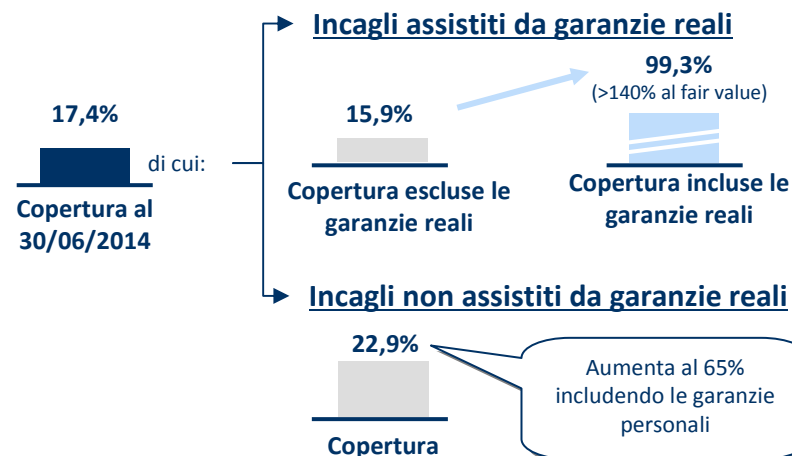 Incagli assistiti da garanzie reali
17,4%
di cui:
Copertura al
30/06/2014
15,9%
Copertura escluse le
garanzie reali
99,3%
(>140% al fair value)
Copertura incluse le
garanzie reali
Incagli non assistiti da garanzie reali
22,9%
Copertura
Aumenta al 65%
includendo le garanzie
personali